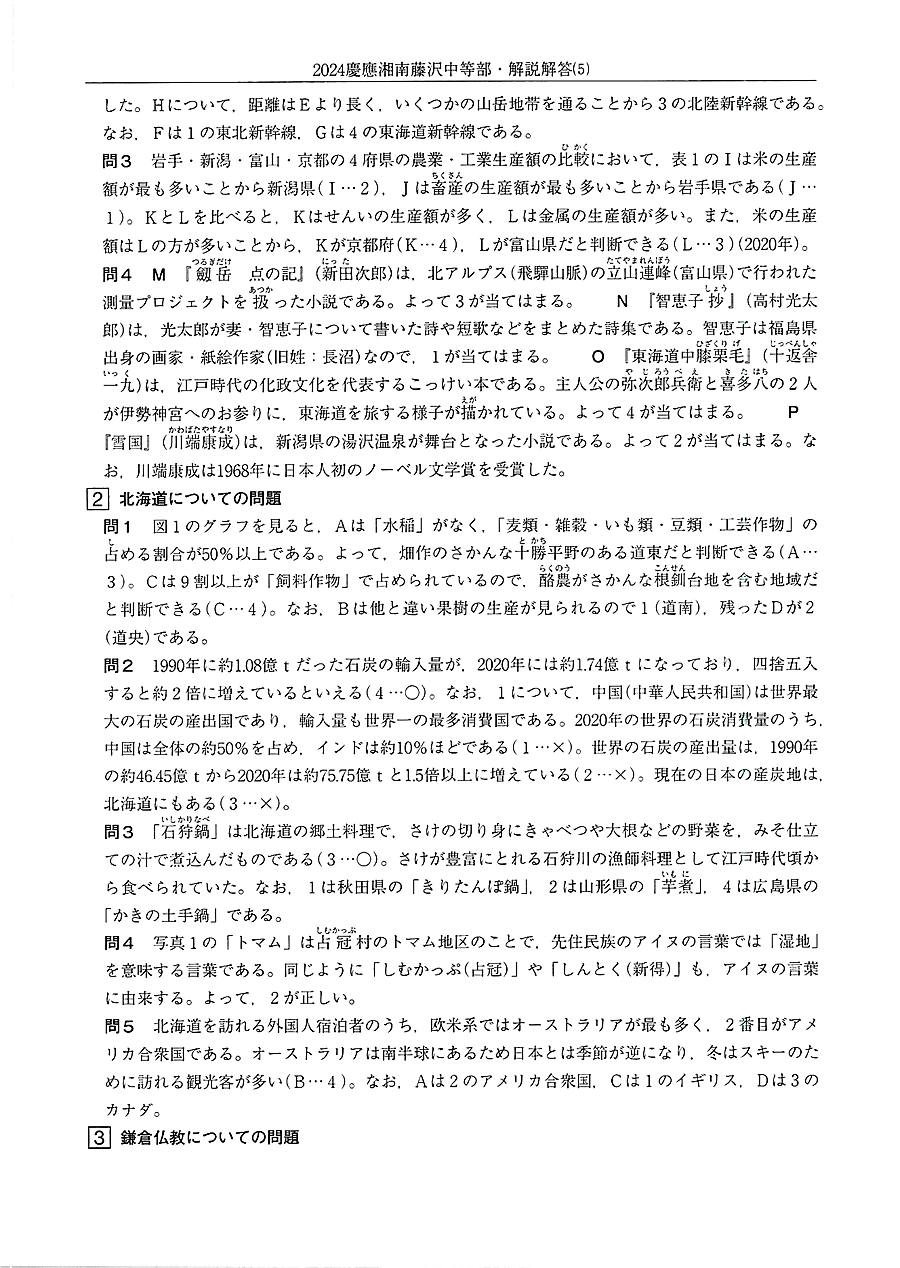 2024慶應湘南藤沢中等部・解説解答(5)
した。Hについて，距離はEより長く，いくつかの山岳地帯を通ることから3の北陸新幹線である。
なお，Fは1の東北新幹線，Gは4の東海道新幹線である。
問3 岩手・新潟・富山・京都の4府県の農業・工業生産額の比較において，表1のIは米の生産
額が最も多いことから新潟県(I…2)，Jは畜産の生産額が最も多いことから岩手県である(J…
1)。KとLを比べると，Kはせんいの生産額が多く，Lは金属の生産額が多い。また，米の生産
額はLの方が多いことから，Kが京都府(K…4)，Lが富山県だと判断できる(L…3)(2020年)。
問4 M 『劔岳 点の記』(新田次郎)は，北アルプス(飛驒山脈)の立山連峰(富山県)で行われた
測量プロジェクトを扱った小説である。よって3が当てはまる。 N 『智恵子抄』(高村光太
郎)は，光太郎が妻・智恵子について書いた詩や短歌などをまとめた詩集である。智恵子は福島県
出身の画家・紙絵作家(旧姓：長沼)なので，1が当てはまる。 O 『東海道中膝栗毛』(十返舎
一九)は，江戸時代の化政文化を代表するこっけい本である。主人公の弥次郎兵衛と喜多八の2人
が伊勢神宮へのお参りに，東海道を旅する様子が描かれている。よって4が当てはまる。 P
『雪国』(川端康成)は，新潟県の湯沢温泉が舞台となった小説である。よって2が当てはまる。な
お，川端康成は1968年に日本人初のノーベル文学賞を受賞した。
2 北海道についての問題
問1 図1のグラフを見ると，Aは「水稲」がなく，「麦類・雑穀・いも類・豆類・工芸作物」の
占める割合が50％以上である。よって，畑作のさかんな十勝平野のある道東だと判断できる(A…
3)。Cは9割以上が「飼料作物」で占められているので，酪農がさかんな根釧台地を含む地域だ
と判断できる(C…4)。なお，Bは他と違い果樹の生産が見られるので1(道南)，残ったDが2
(道央)である。
問2 1990年に約1.08億tだった石炭の輸入量が，2020年には約1.74億tになっており，四捨五入
すると約2倍に増えているといえる(4…○)。なお，1について，中国(中華人民共和国)は世界最
大の石炭の産出国であり，輸入量も世界一の最多消費国である。2020年の世界の石炭消費量のうち，
中国は全体の約50％を占め，インドは約10％ほどである(1…×)。世界の石炭の産出量は，1990年
の約46.45億tから2020年は約75.75億tと1.5倍以上に増えている(2…×)。現在の日本の産炭地は，
北海道にもある(3…×)。
問3 「石狩鍋」は北海道の郷土料理で，さけの切り身にきゃべつや大根などの野菜を，みそ仕立
ての汁で煮込んだものである(3…○)。さけが豊富にとれる石狩川の漁師料理として江戸時代頃か
ら食べられていた。なお，1は秋田県の「きりたんぽ鍋」，2は山形県の「芋煮」，4は広島県の
「かきの土手鍋」である。
問4 写真1の「トマム」は占冠村のトマム地区のことで，先住民族のアイヌの言葉では「湿地」
を意味する言葉である。同じように「しむかっぷ(占冠)」や「しんとく(新得)」も，アイヌの言葉
に由来する。よって，2が正しい。
問5 北海道を訪れる外国人宿泊者のうち，欧米系ではオーストラリアが最も多く，2番目がアメ
リカ合衆国である。オーストラリアは南半球にあるため日本とは季節が逆になり，冬はスキーのた
めに訪れる観光客が多い(B…4)。なお，Aは2のアメリカ合衆国，Cは1のイギリス，Dは3の
カナダ。
3 鎌倉仏教についての問題